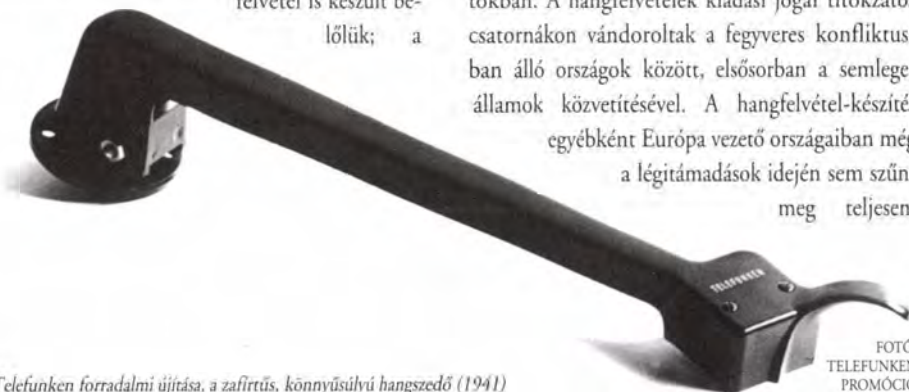 felvétel is készült be-
lőlük; a
tokban. A hangfelvételek kiadási jogai titokzatos
csatornákon vándoroltak a fegyveres konfliktus
ban álló országok között, elsősorban a semlege
államok közvetítésével. A hangfelvétel-készíté
egyébként Európa vezető országaiban még
a légitámadások idején sem szűn
meg teljesen
TELEFUNKEN
FOTÓ
TELEFUNKEN
PROMÓCIÓ
Telefunken forradalmi újítása, a zafírtűs, könnyűsúlyú hangszedő (1941)